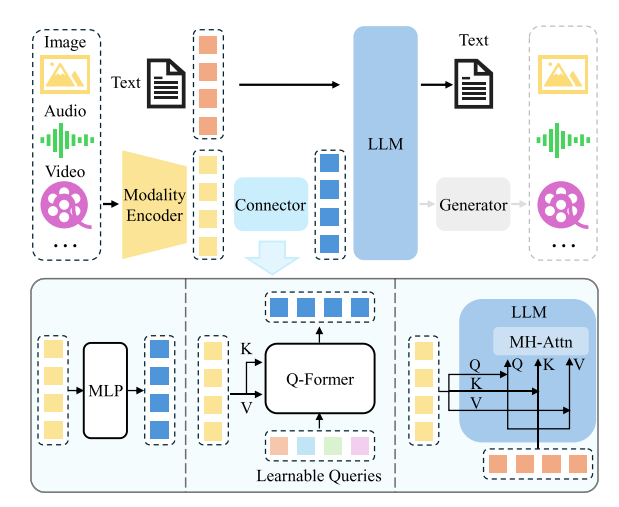 Image
Text
Text
Audio
LLM
Video
Modality
Encoder
Connector
Generator
...
...
MLP
K
V
Q-Former
Learnable Queries
LLM
MH-Attn
Q
K
V
Q
K
V